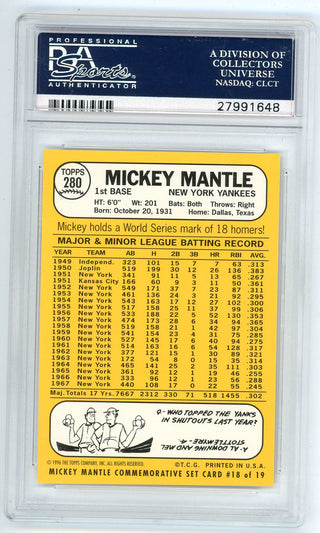 PROFESSIONAL
PSA
Sports
AUTHENTICATOR
A DIVISION OF
COLLECTORS
UNIVERSE
NASDAQ: CLCT
27991648
TOPPS
280
MICKEY MANTLE
1st BASE NEW YORK YANKEES
HT: 6'0" Wt: 201 Bats: Both Throws: Right
Born: October 20, 1931 Home: Dallas, Texas
Mickey holds a World Series mark of 18 homers!
MAJOR & MINOR LEAGUE BATTING RECORD
YEAR TEAM AB H 2B 3B HR RBI AVG.
1949 Independ. 323 101 15 7 7 63 .313
1950 Joplin 519 199 30 12 26 136 .383
1951 New York 341 91 11 5 13 65 .267
1951 Kansas City 166 60 9 3 11 50 .361
1952 New York 549 171 37 7 23 87 .311
1953 New York 461 136 24 3 21 92 .295
1954 New York 543 163 17 12 27 102 .300
1955 New York 517 158 25 11 37 99 .306
1956 New York 533 188 22 5 52 130 .353
1957 New York 474 173 28 6 34 94 .365
1958 New York 519 158 21 1 42 97 .304
1959 New York 541 154 23 4 31 75 .285
1960 New York 527 145 17 6 40 94 .275
1961 New York 514 163 16 6 54 128 .317
1962 New York 377 121 15 1 30 89 .321
1963 New York 172 54 8 0 15 35 .314
1964 New York 465 141 25 2 35 111 .303
1965 New York 361 92 12 1 19 46 .255
1966 New York 333 96 12 1 23 56 .288
1967 New York 440 108 17 0 22 55 .245
Maj. Totals 17 Yrs. 7667 2312 330 71 518 1455 .302
Q- WHO TOPPED THE YANKS
IN SHUTOUTS LAST YEAR?
A- AL DOWNING AND MEL
STOTTLEMYRE - 4.
© 1996 THE TOPPS COMPANY, INC. ALL RIGHTS RESERVED. ©T.C.G. PRINTED IN U.S.A.
MICKEY MANTLE COMMEMORATIVE SET CARD #18 of 19